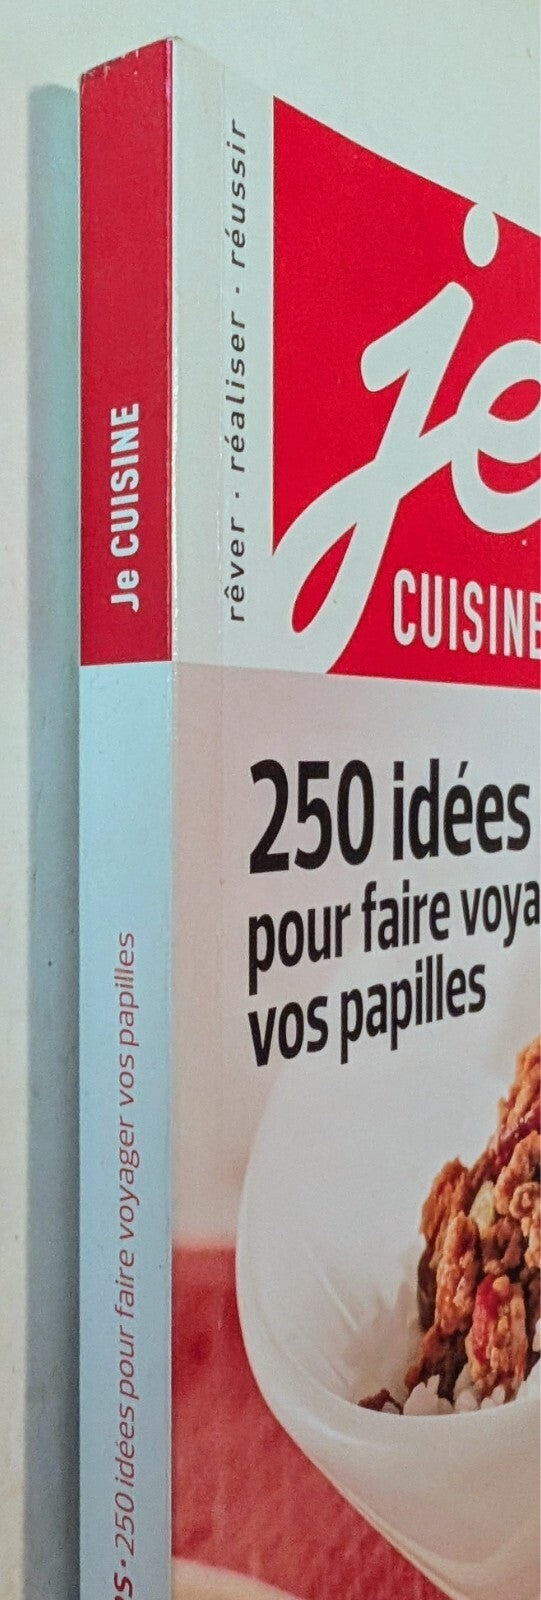 Je CUISINE
250 idées pour faire voyager vos papilles
rêver · réaliser · réussir
je
CUISINE
250 idées
pour faire voya
vos papilles